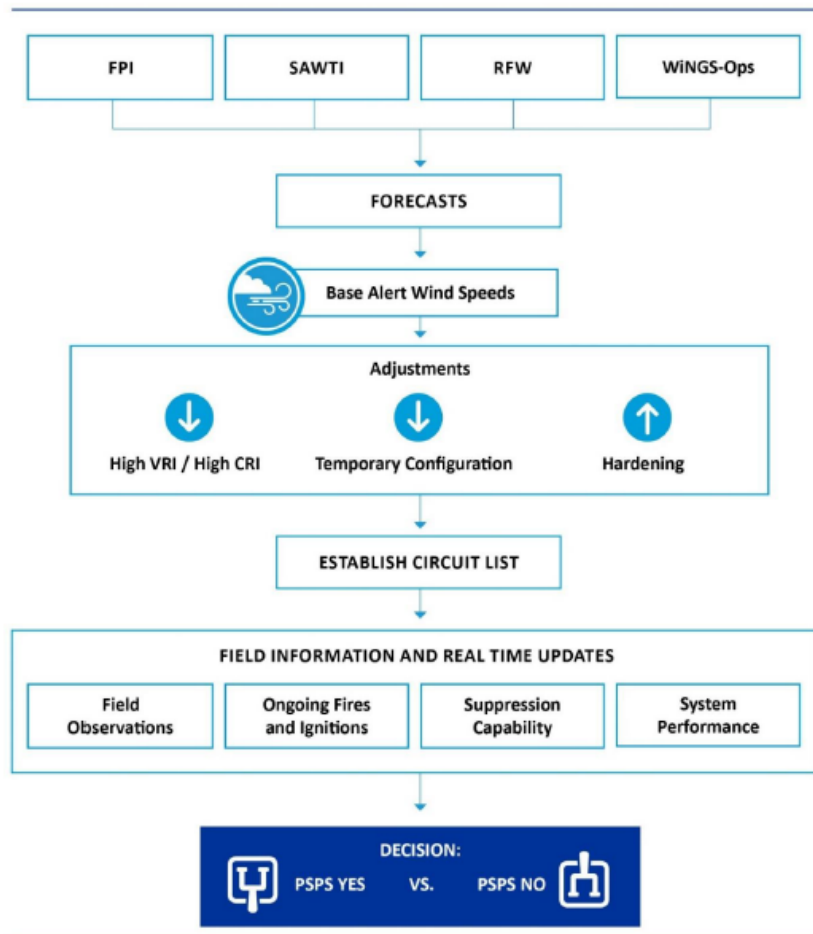 FPI
SAWTI
RFW
WiNGS-Ops
FORECASTS
Base Alert Wind Speeds
Adjustments
High VRI / High CRI
Temporary Configuration
Hardening
ESTABLISH CIRCUIT LIST
FIELD INFORMATION AND REAL TIME UPDATES
Field
Observations
Ongoing Fires
and Ignitions
Suppression
Capability
System
Performance
DECISION:
PSPS YES VS. PSPS NO